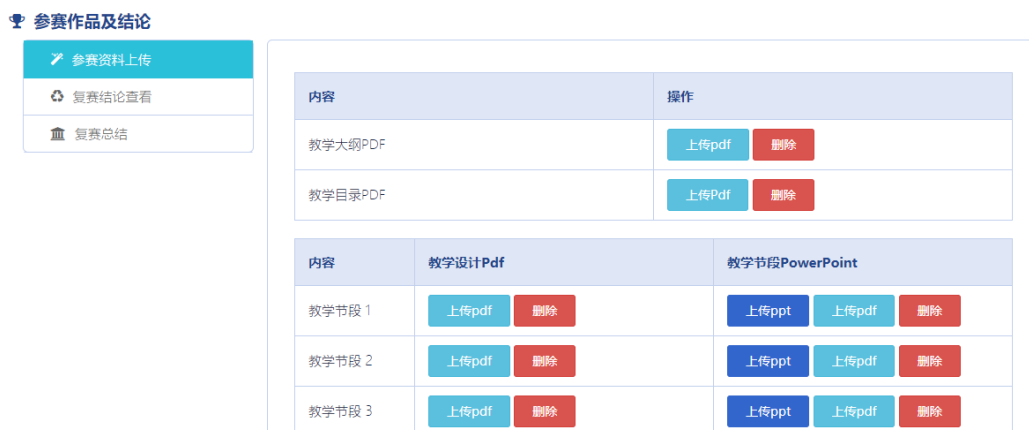 参赛作品及结论
参赛资料上传
复赛结论查看
复赛总结
内容 操作
教学大纲PDF 上传pdf 删除
教学目录PDF 上传Pdf 删除
内容 教学设计Pdf 教学节段PowerPoint
教学节段 1 上传pdf 删除 上传ppt 上传pdf 删除
教学节段 2 上传pdf 删除 上传ppt 上传pdf 删除
教学节段 3 上传pdf 删除 上传ppt 上传pdf 删除